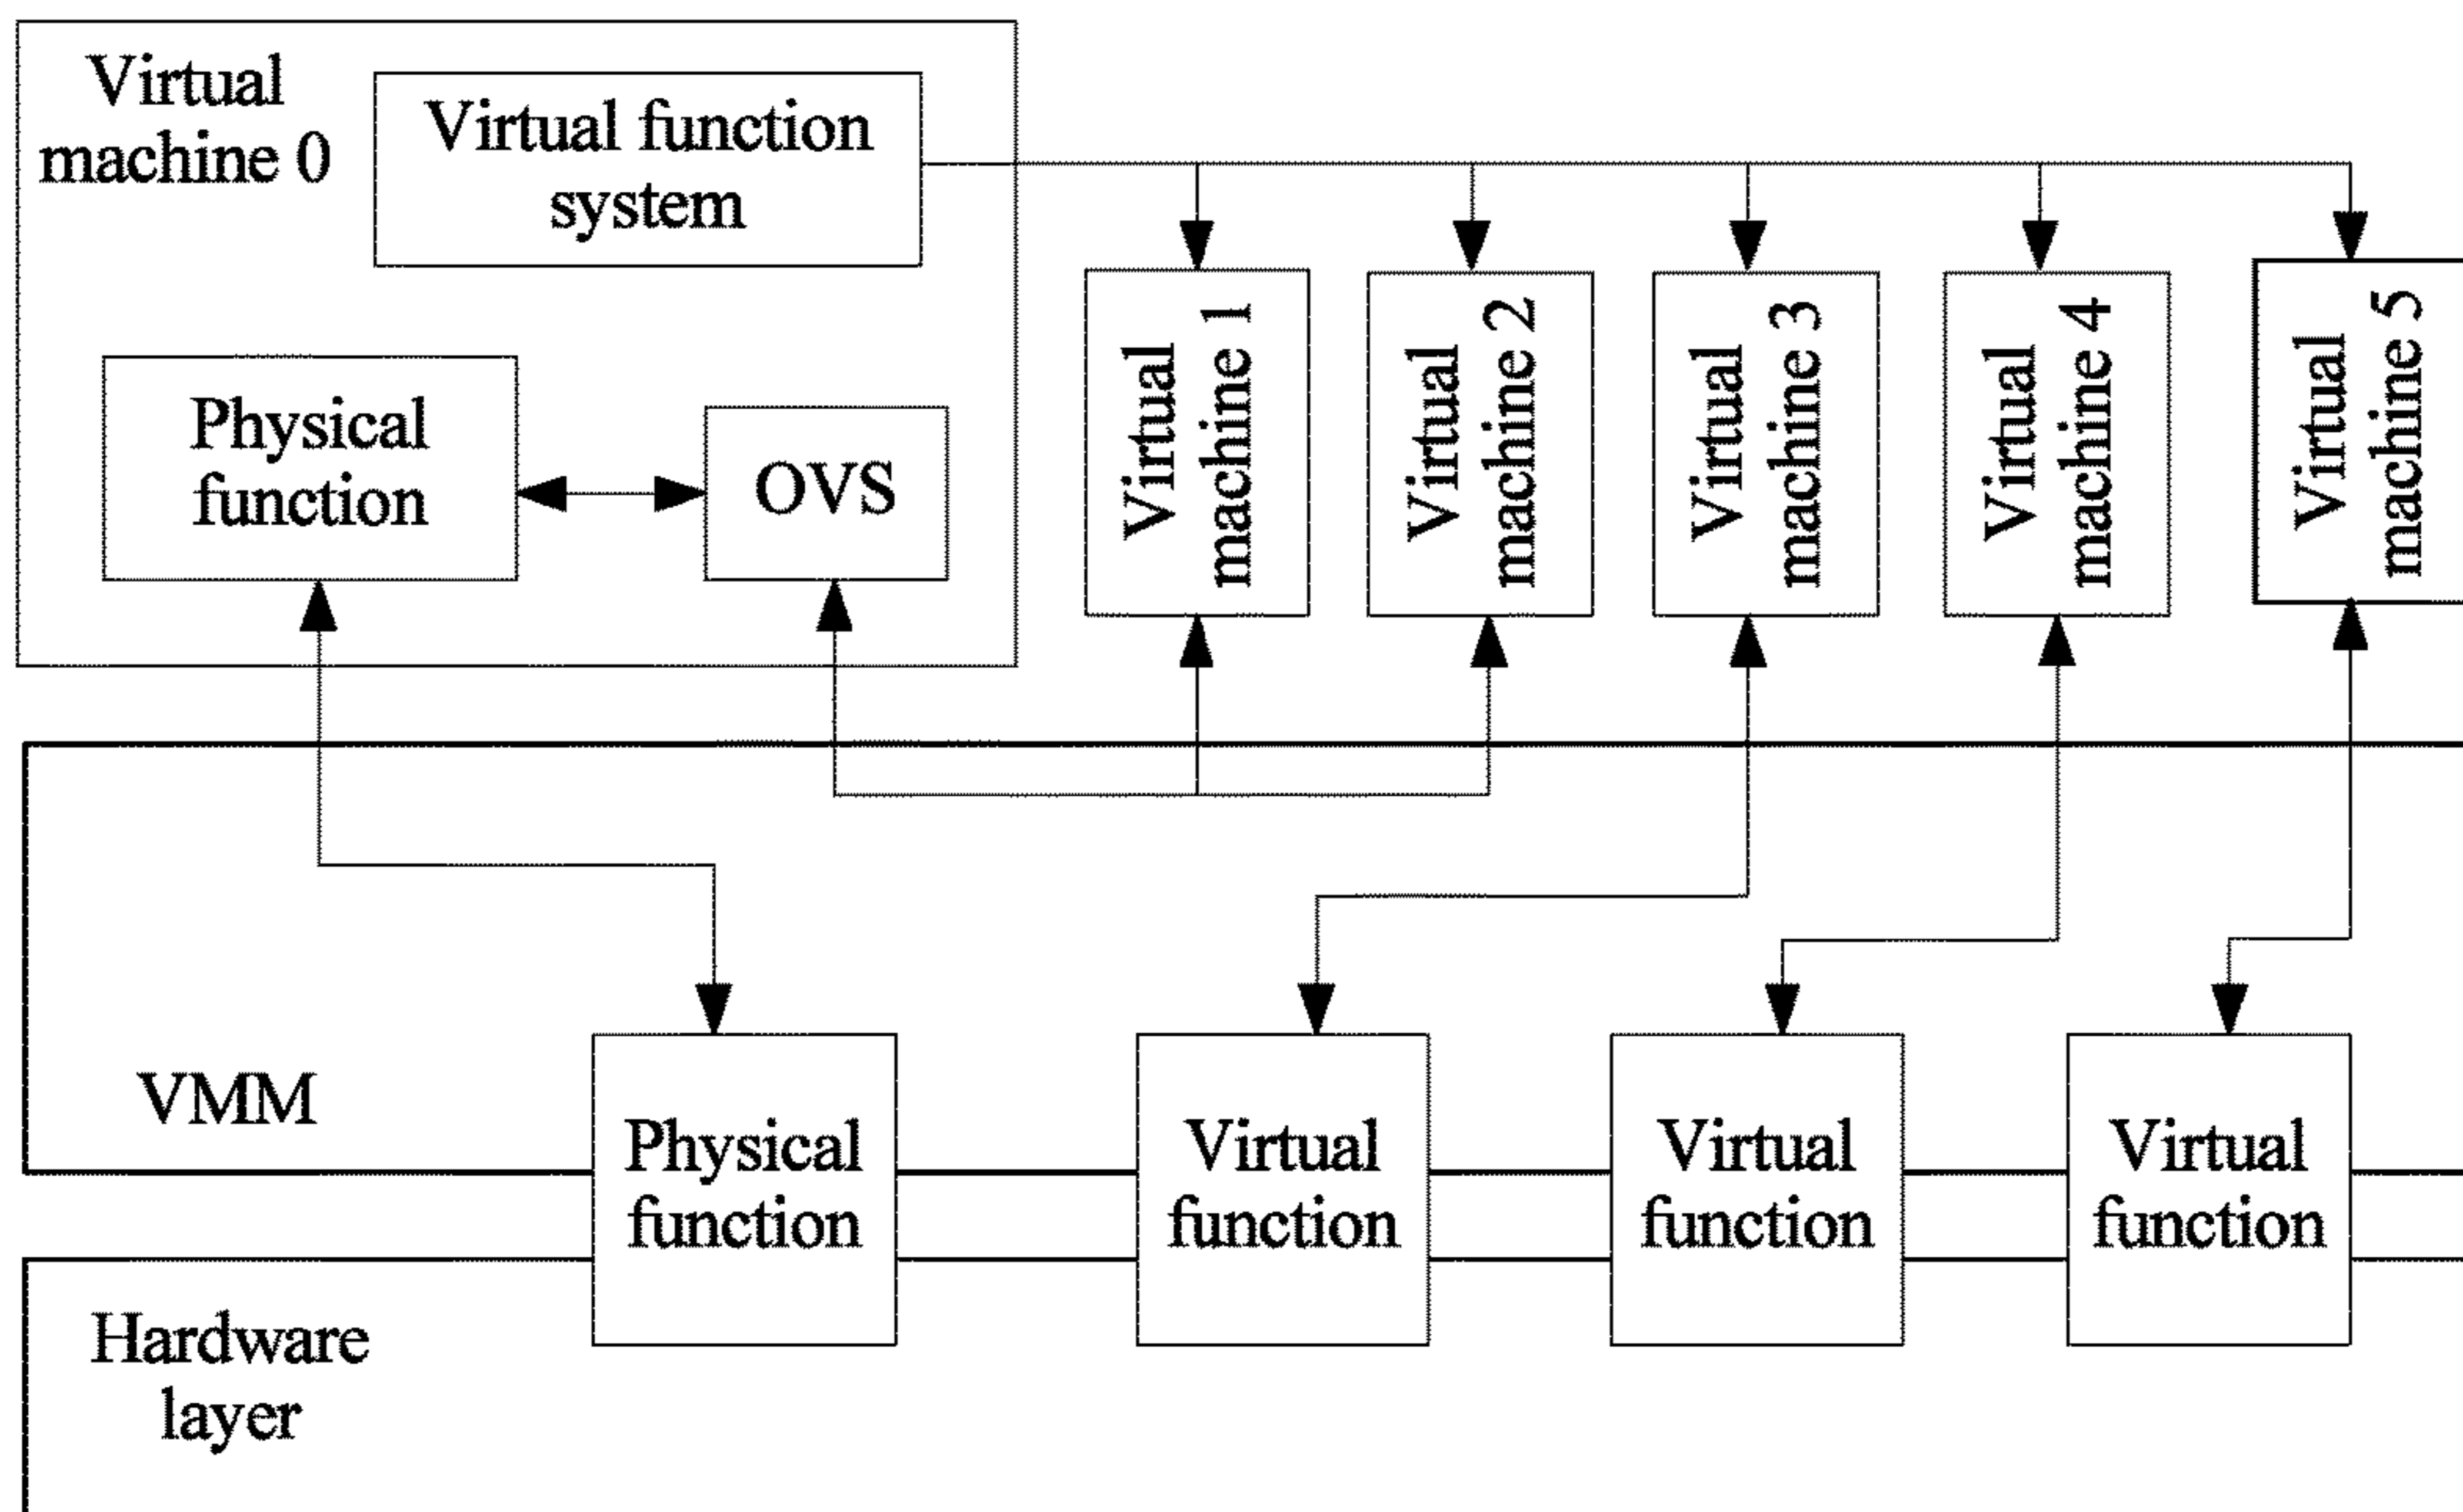 Virtual
machine 0
Virtual function
system
Physical
function
OVS
Virtual
machine 1
Virtual
machine 2
Virtual
machine 3
Virtual
machine 4
Virtual
machine 5
VMM
Physical
function
Virtual
function
Virtual
function
Virtual
function
Hardware
layer